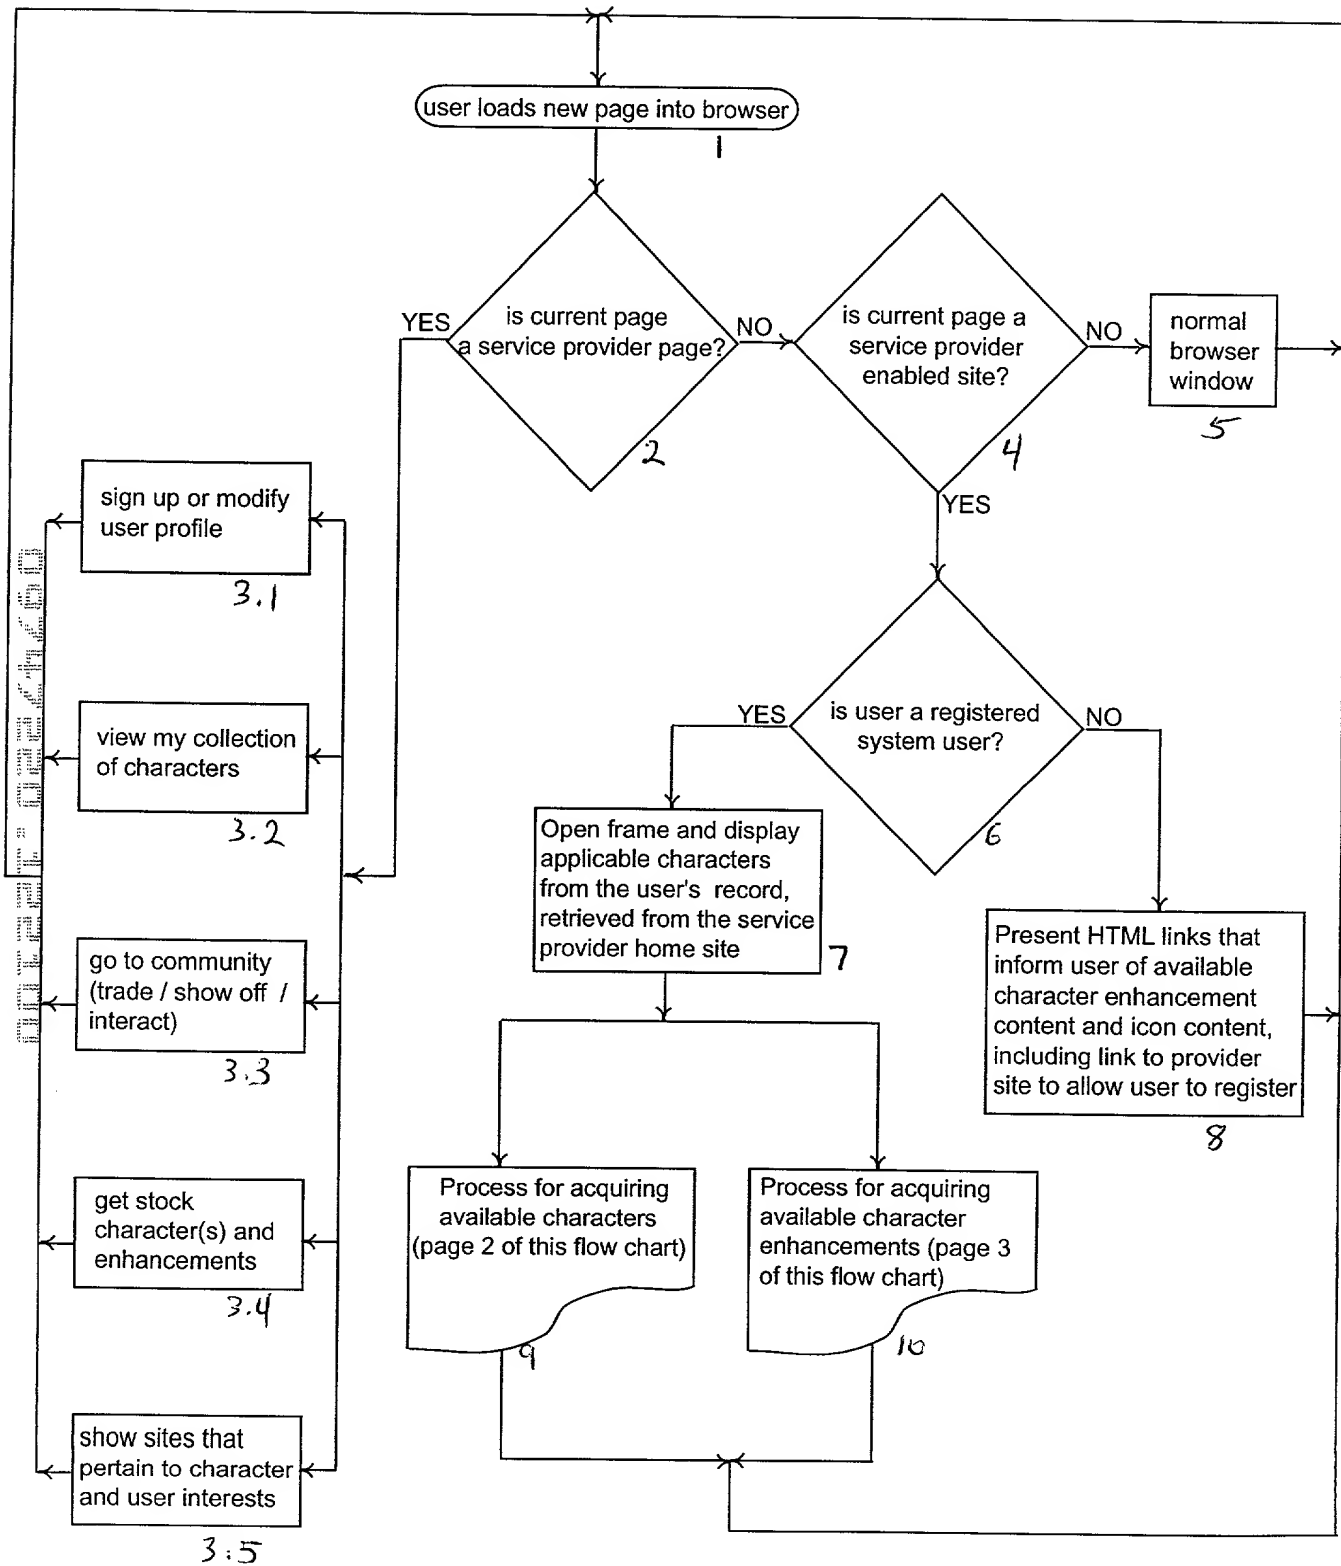 user loads new page into browser
1
is current page
a service provider page?
YES
NO
2
is current page a
service provider
enabled site?
NO
4
YES
normal
browser
window
5
sign up or modify
user profile
3.1
view my collection
of characters
3.2
go to community
(trade / show off /
interact)
3.3
get stock
character(s) and
enhancements
3.4
show sites that
pertain to character
and user interests
3.5
is user a registered
system user?
YES
NO
6
Open frame and display
applicable characters
from the user's record,
retrieved from the service
provider home site
7
Present HTML links that
inform user of available
character enhancement
content and icon content,
including link to provider
site to allow user to register
8
Process for acquiring
available characters
(page 2 of this flow chart)
9
Process for acquiring
available character
enhancements (page 3
of this flow chart)
10